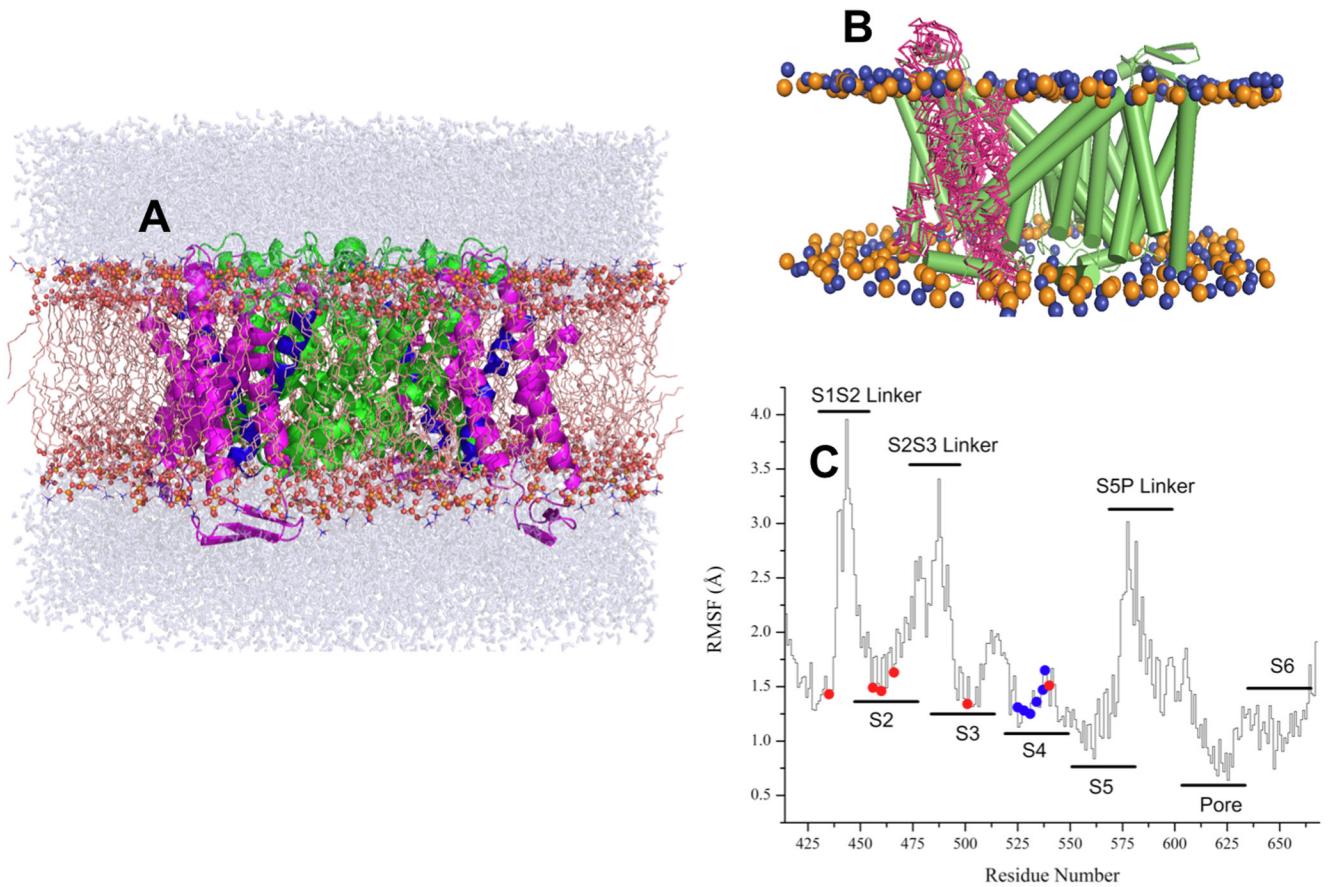 A
B
C
S1S2 Linker
S2S3 Linker
S5P Linker
S2
S3
S4
S5
Pore
S6
RMSF (Å)
4.0
3.5
3.0
2.5
2.0
1.5
1.0
0.5
425 450 475 500 525 550 575 600 625 650
Residue Number